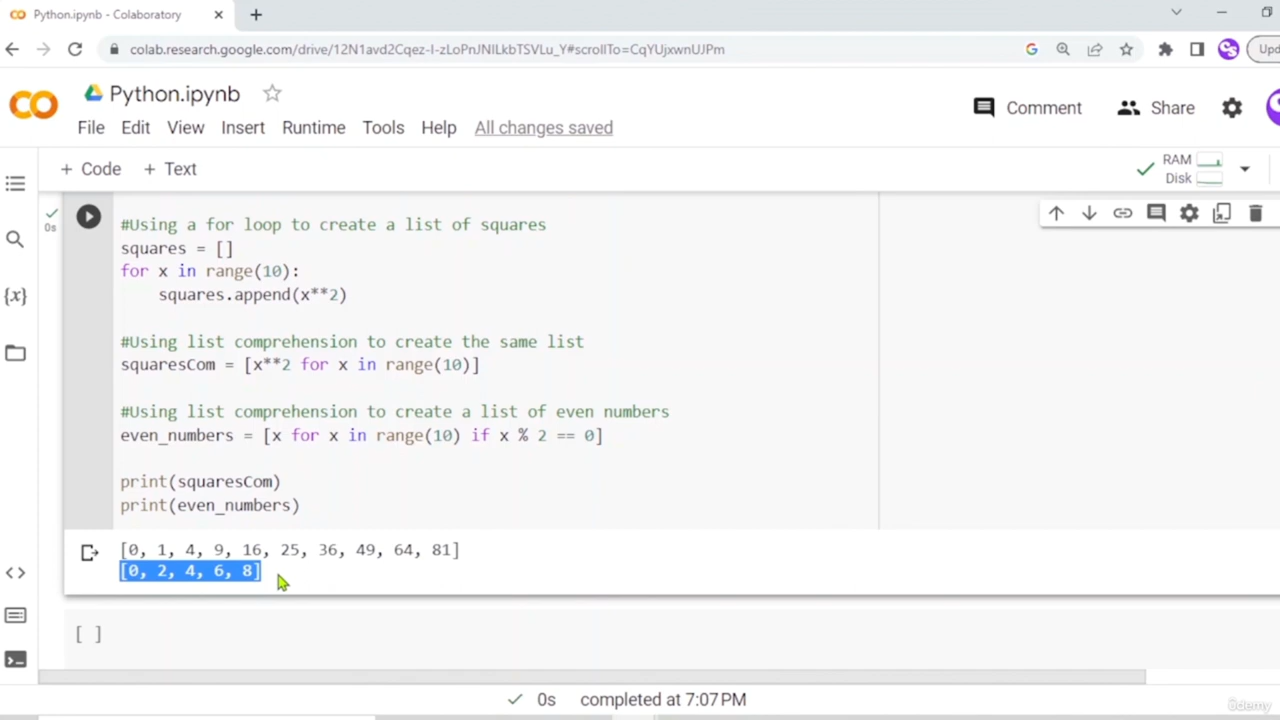 Python.ipynb - Colaboratory
colab.research.google.com/drive/12N1avd2Cqez-I-zLoPnJNILkbTSVLu_Y#scrollTo=CqYUjxwnUJPm
Upd
Python.ipynb
Comment
Share
File Edit View Insert Runtime Tools Help All changes saved
+ Code + Text
RAM
Disk
0s
#Using a for loop to create a list of squares
squares = []
for x in range(10):
    squares.append(x**2)
#Using list comprehension to create the same list
squaresCom = [x**2 for x in range(10)]
#Using list comprehension to create a list of even numbers
even_numbers = [x for x in range(10) if x % 2 == 0]
print(squaresCom)
print(even_numbers)
[0, 1, 4, 9, 16, 25, 36, 49, 64, 81]
[0, 2, 4, 6, 8]
[ ]
0s completed at 7:07 PM
ûdemy